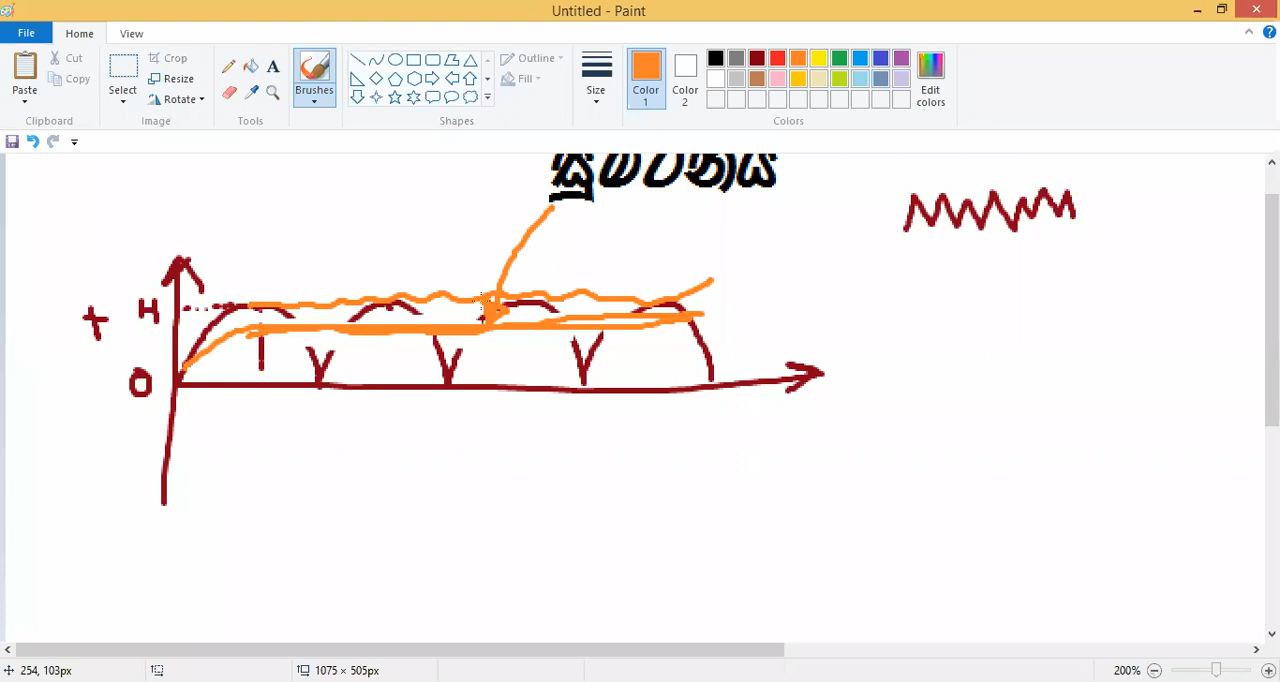 Untitled - Paint
File Home View
Paste Cut Copy Select Crop Resize Rotate Brushes Outline Fill Size Color 1 Color 2 Edit colors
Clipboard Image Tools Shapes Colors
t H
0
254, 103px 1075 × 505px 200%